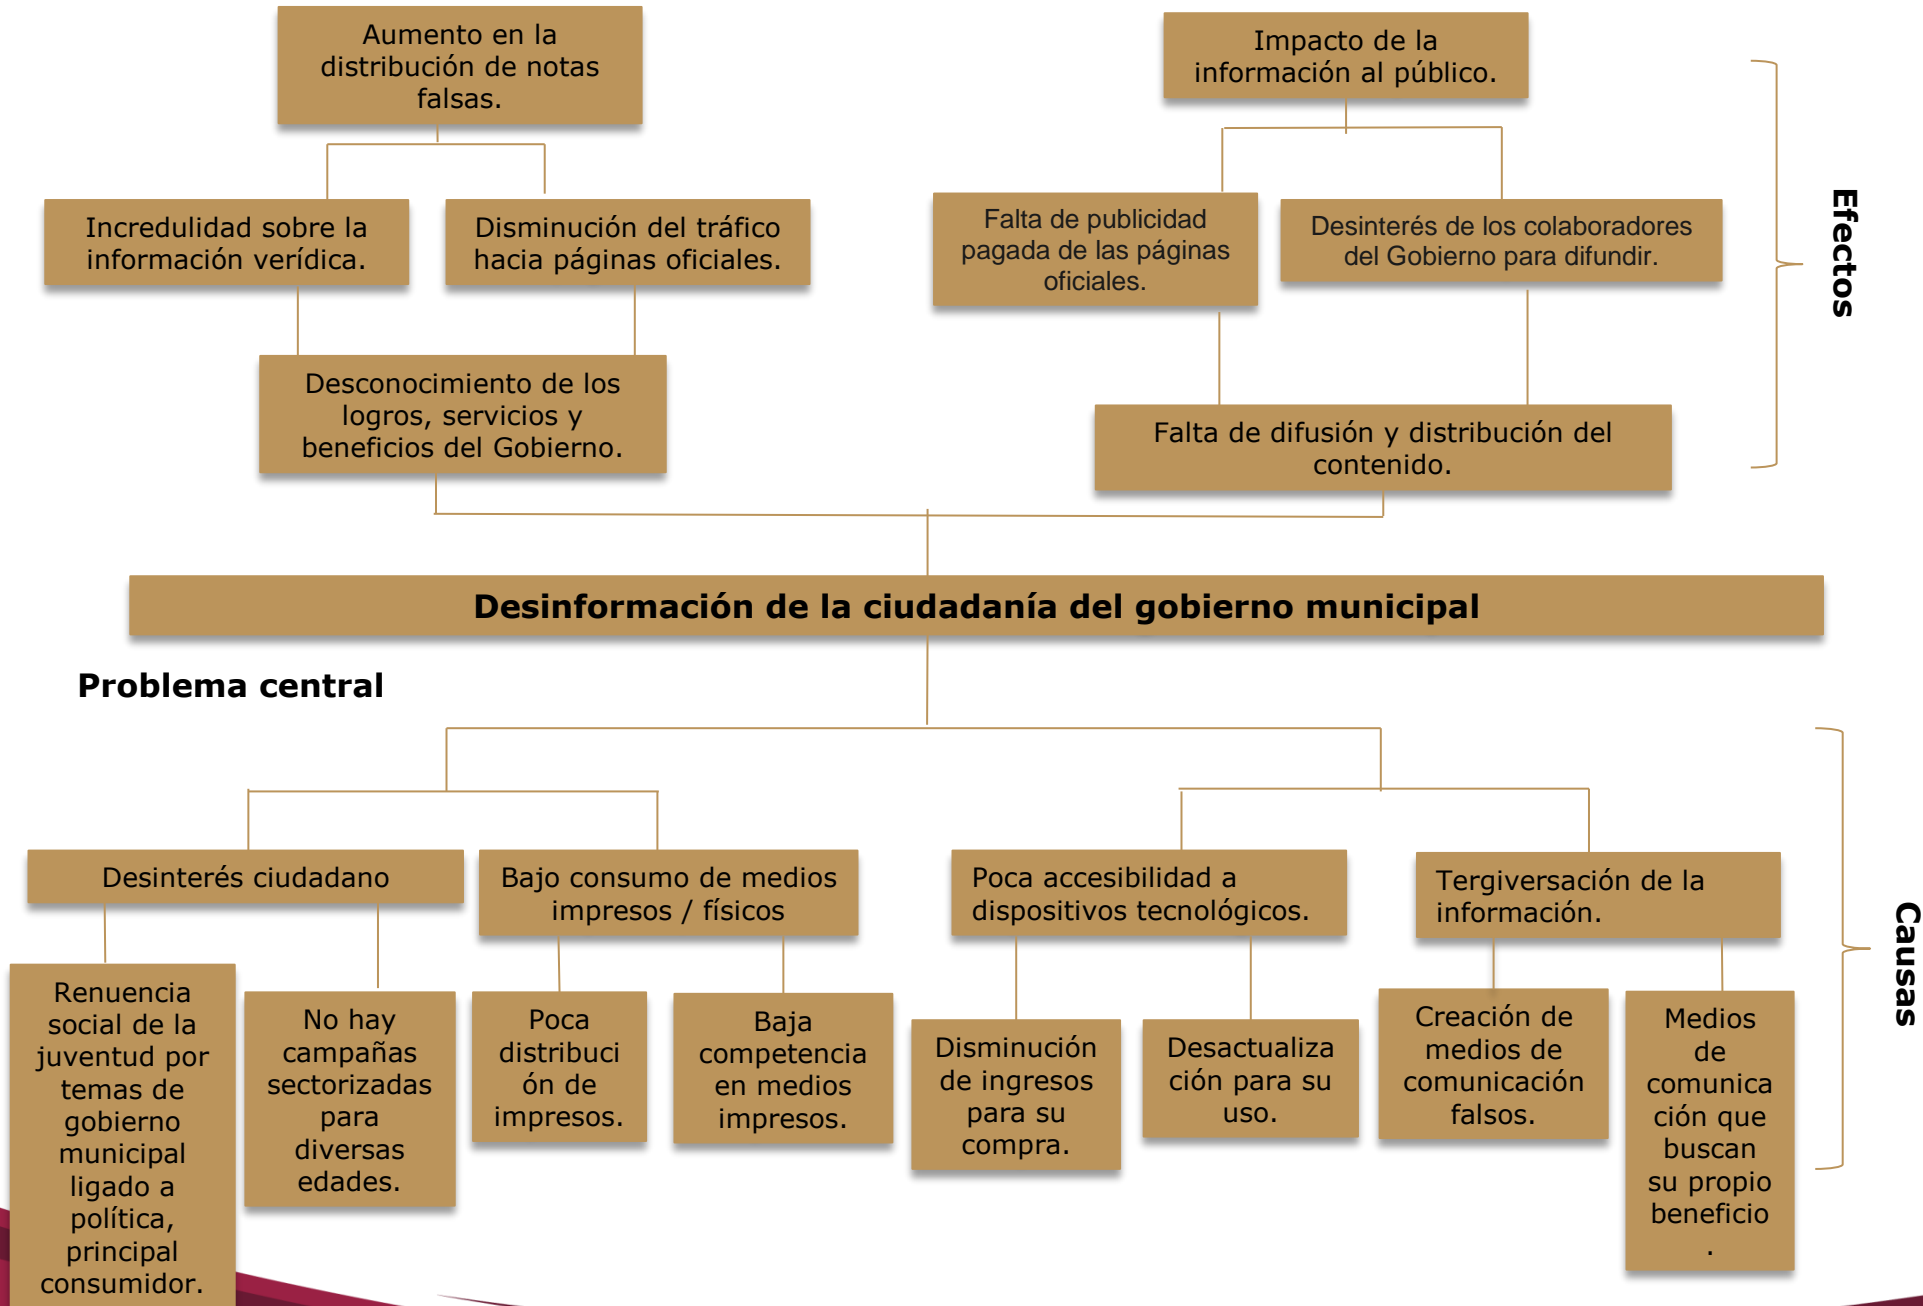 Aumento en la
distribución de notas
falsas.
Impacto de la
información al público.
Incredulidad sobre la
información verídica.
Disminución del tráfico
hacia páginas oficiales.
Falta de publicidad
pagada de las páginas
oficiales.
Desinterés de los colaboradores
del Gobierno para difundir.
Efectos
Desconocimiento de los
logros, servicios y
beneficios del Gobierno.
Falta de difusión y distribución del
contenido.
Desinformación de la ciudadanía del gobierno municipal
Problema central
Desinterés ciudadano
Bajo consumo de medios
impresos / físicos
Poca accesibilidad a
dispositivos tecnológicos.
Tergiversación de la
información.
Causas
Renuencia
social de la
juventud por
temas de
gobierno
municipal
ligado a
política,
principal
consumidor.
No hay
campañas
sectorizadas
para
diversas
edades.
Poca
distribuci
ón de
impresos.
Baja
competencia
en medios
impresos.
Disminución
de ingresos
para su
compra.
Desactualiza
ción para su
uso.
Creación de
medios de
comunicación
falsos.
Medios
de
comunica
ción que
buscan
su propio
beneficio
.